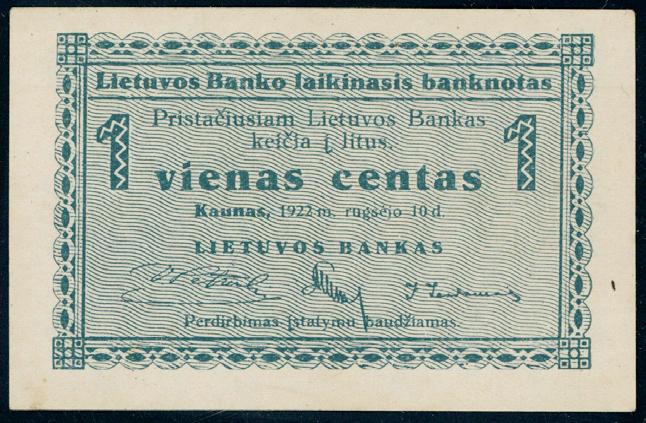 Lietuvos Banko laikinasis banknotas
Pristačiusiam Lietuvos Bankas
keičia į litus.
1 vienas centas 1
Kaunas, 1922 m. rugsėjo 10 d.
LIETUVOS BANKAS
Perdirbimas įstatymu baudžiamas.